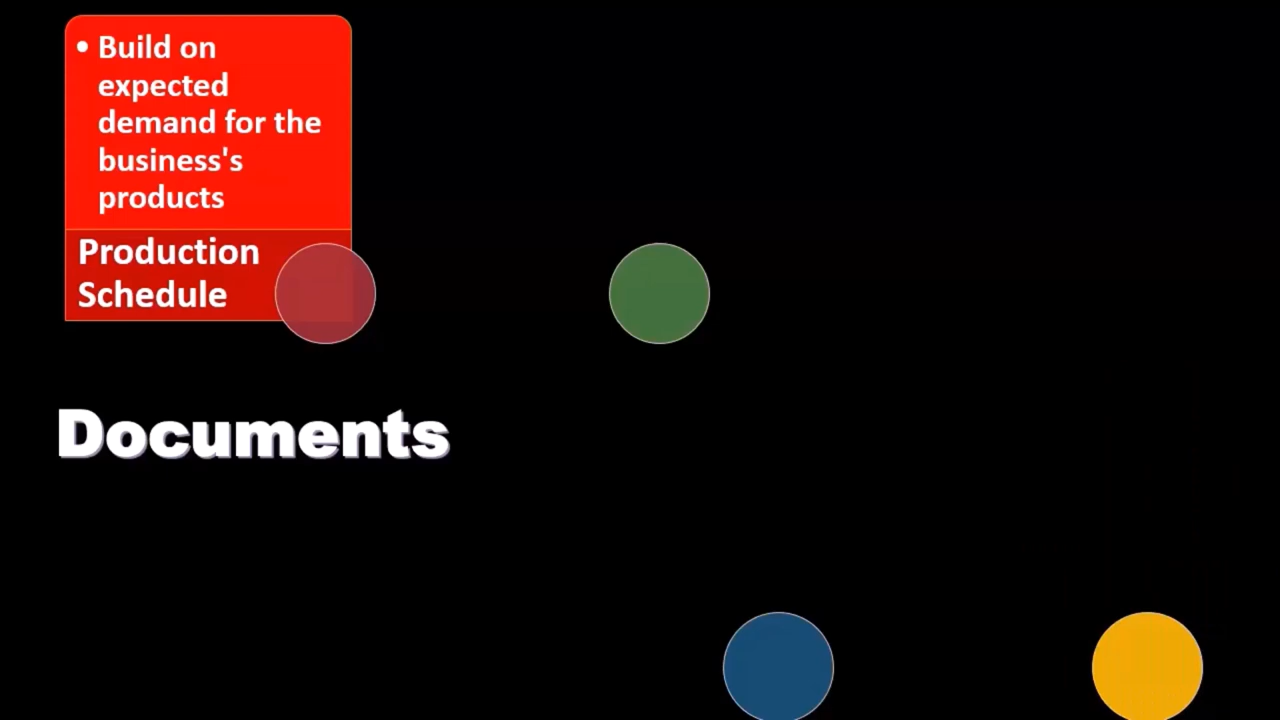 • Build on
expected
demand for the
business's
products
Production
Schedule
Documents